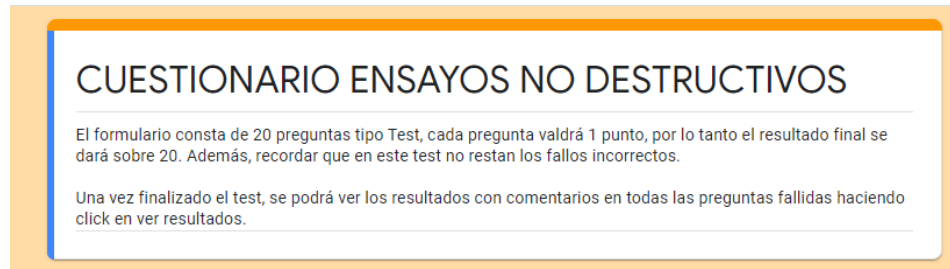 CUESTIONARIO ENSAYOS NO DESTRUCTIVOS
El formulario consta de 20 preguntas tipo Test, cada pregunta valdrá 1 punto, por lo tanto el resultado final se
dará sobre 20. Además, recordar que en este test no restan los fallos incorrectos.
Una vez finalizado el test, se podrá ver los resultados con comentarios en todas las preguntas fallidas haciendo
click en ver resultados.